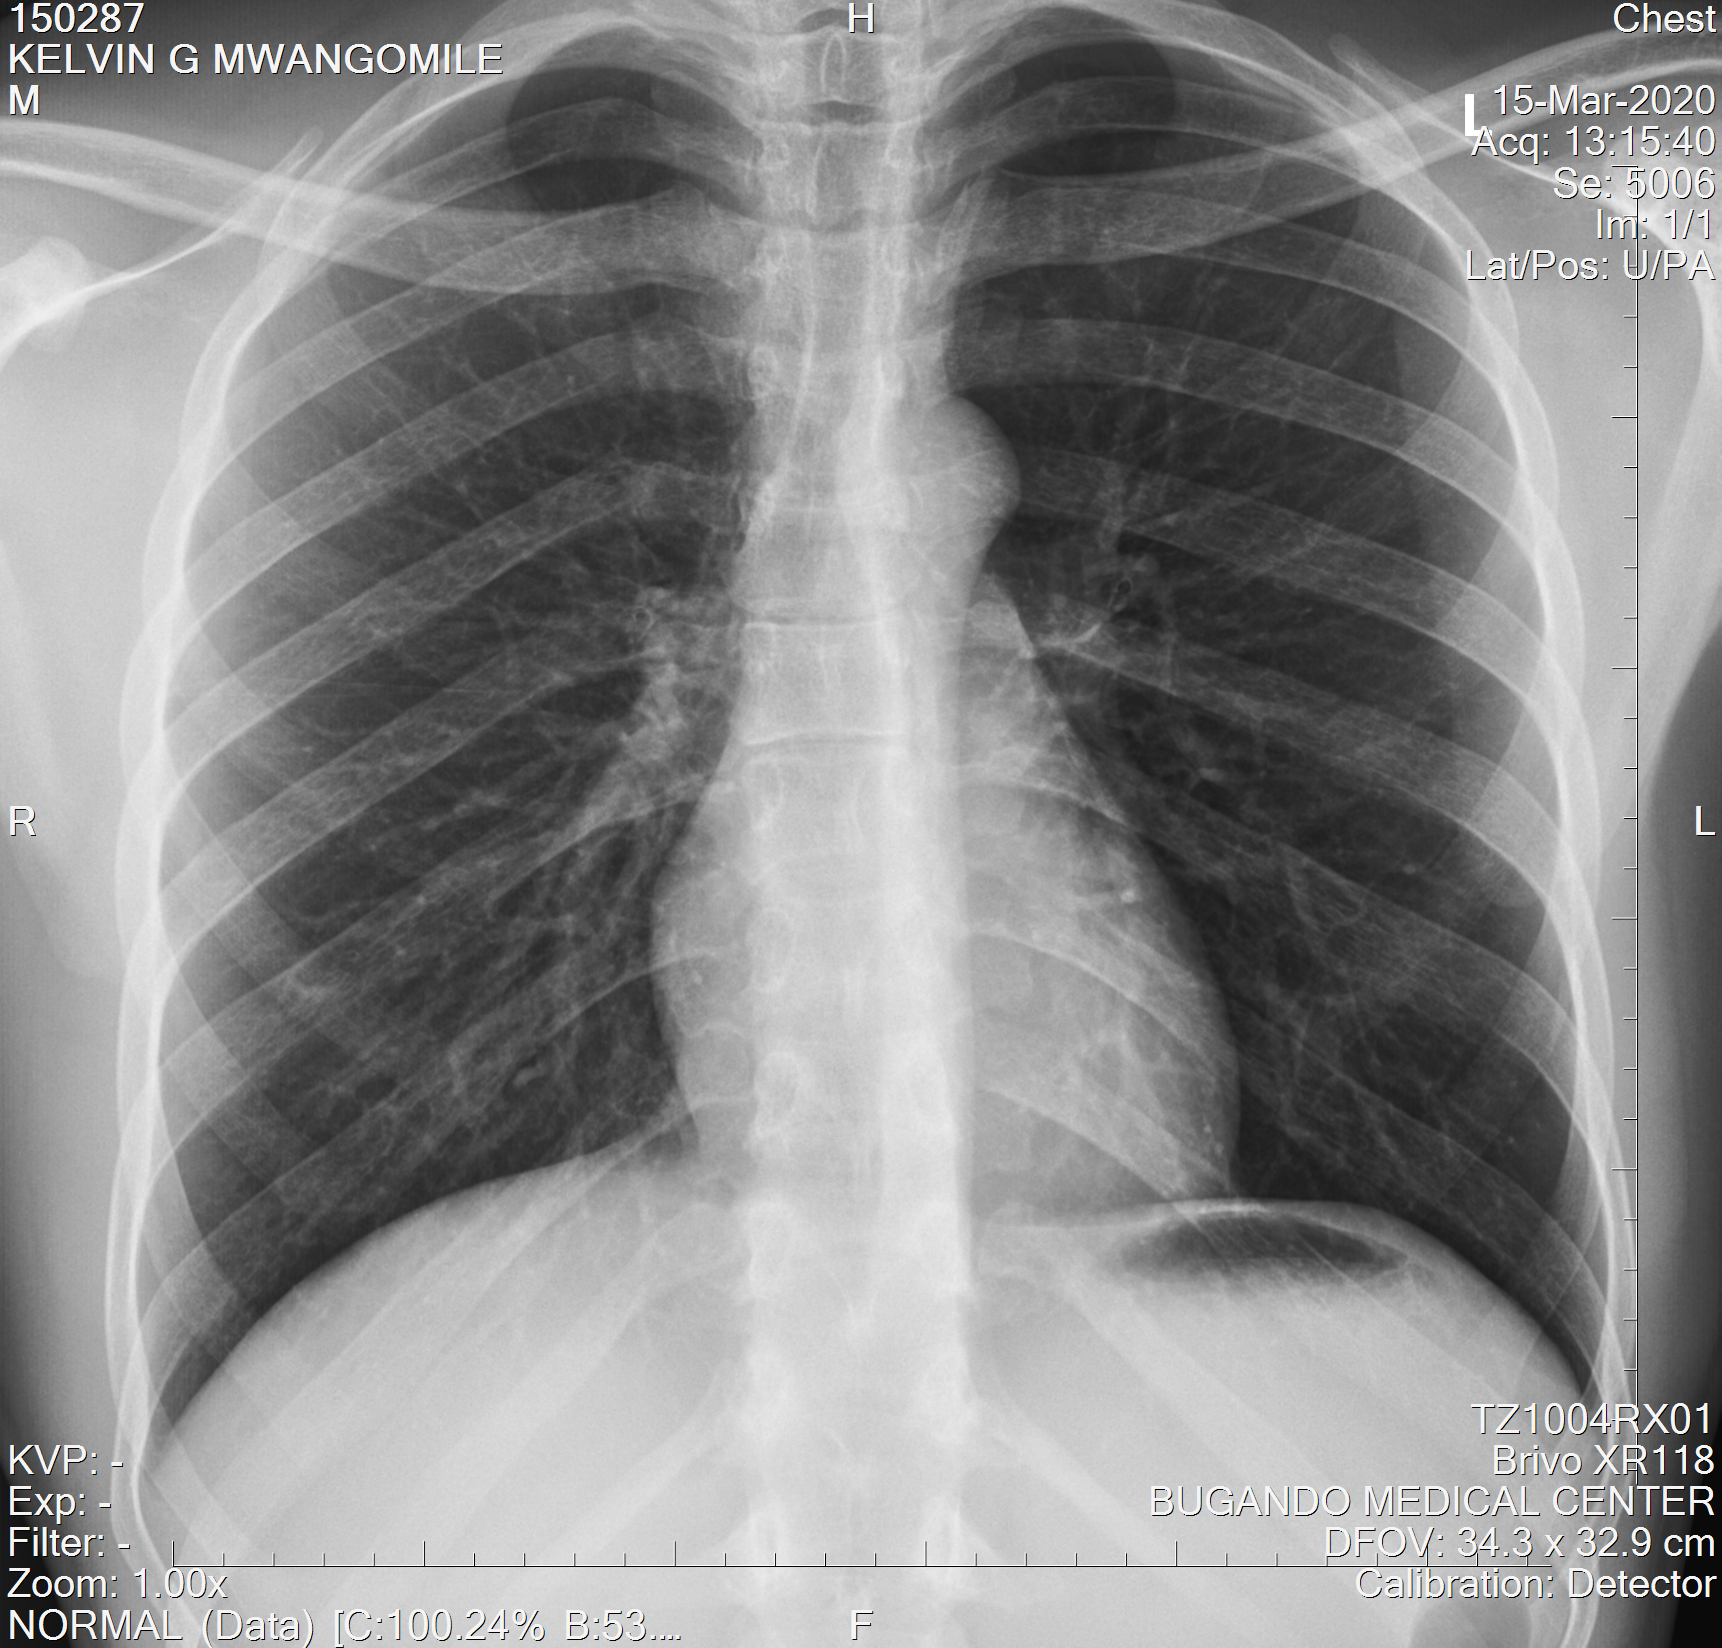 150287
KELVIN G MWANGOMILE
M
H
Chest
L
15-Mar-2020
Acq: 13:15:40
Se: 5006
Im: 1/1
Lat/Pos: U/PA
R
L
KVP: -
Exp: -
Filter: -
Zoom: 1.00x
NORMAL (Data) [C:100.24% B:53....
F
TZ1004RX01
Brivo XR118
BUGANDO MEDICAL CENTER
DFOV: 34.3 x 32.9 cm
Calibration: Detector